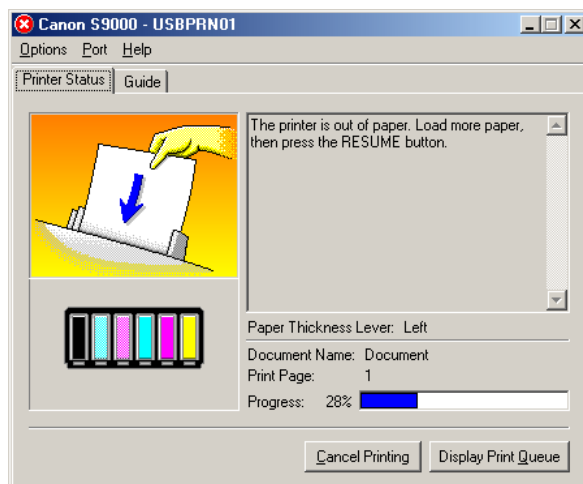 Canon S9000 - USBPRN01
Options Port Help
Printer Status Guide
The printer is out of paper. Load more paper,
then press the RESUME button.
Paper Thickness Lever: Left
Document Name: Document
Print Page: 1
Progress: 28%
Cancel Printing Display Print Queue